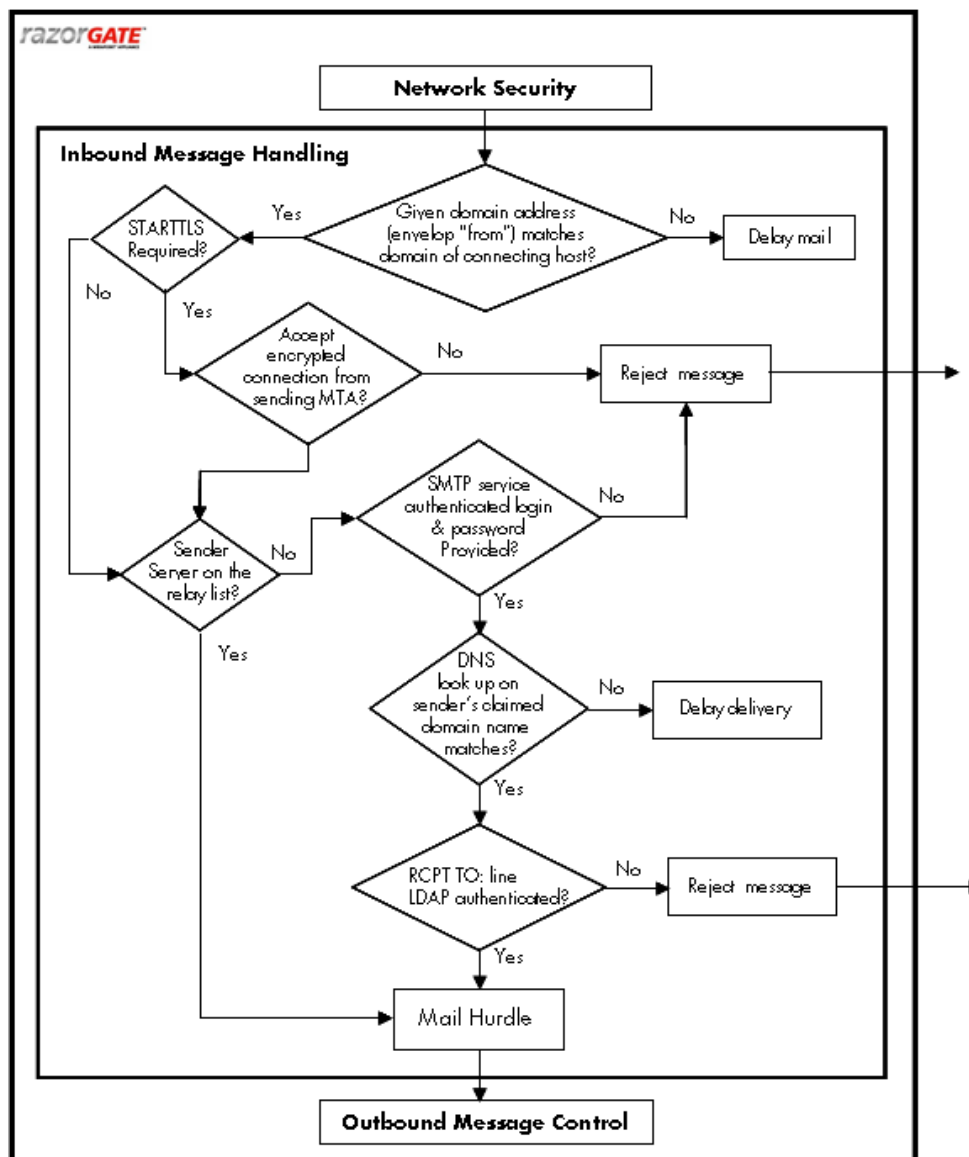 razorGATE
Network Security
Inbound Message Handling
STARTTLS
Required?
Yes
Given domain address
(envelop "from") matches
domain of connecting host?
No
Delay mail
No
Yes
Accept
encrypted
connection from
sending MTA?
No
Reject message
SMTP service
authenticated login
& password
Provided?
No
Sender
Server on the
relay list?
No
Yes
Yes
DNS
look up on
sender's claimed
domain name
matches?
No
Delay delivery
Yes
RCPT TO: line
LDAP authenticated?
No
Reject message
Yes
Mail Hurdle
Outbound Message Control